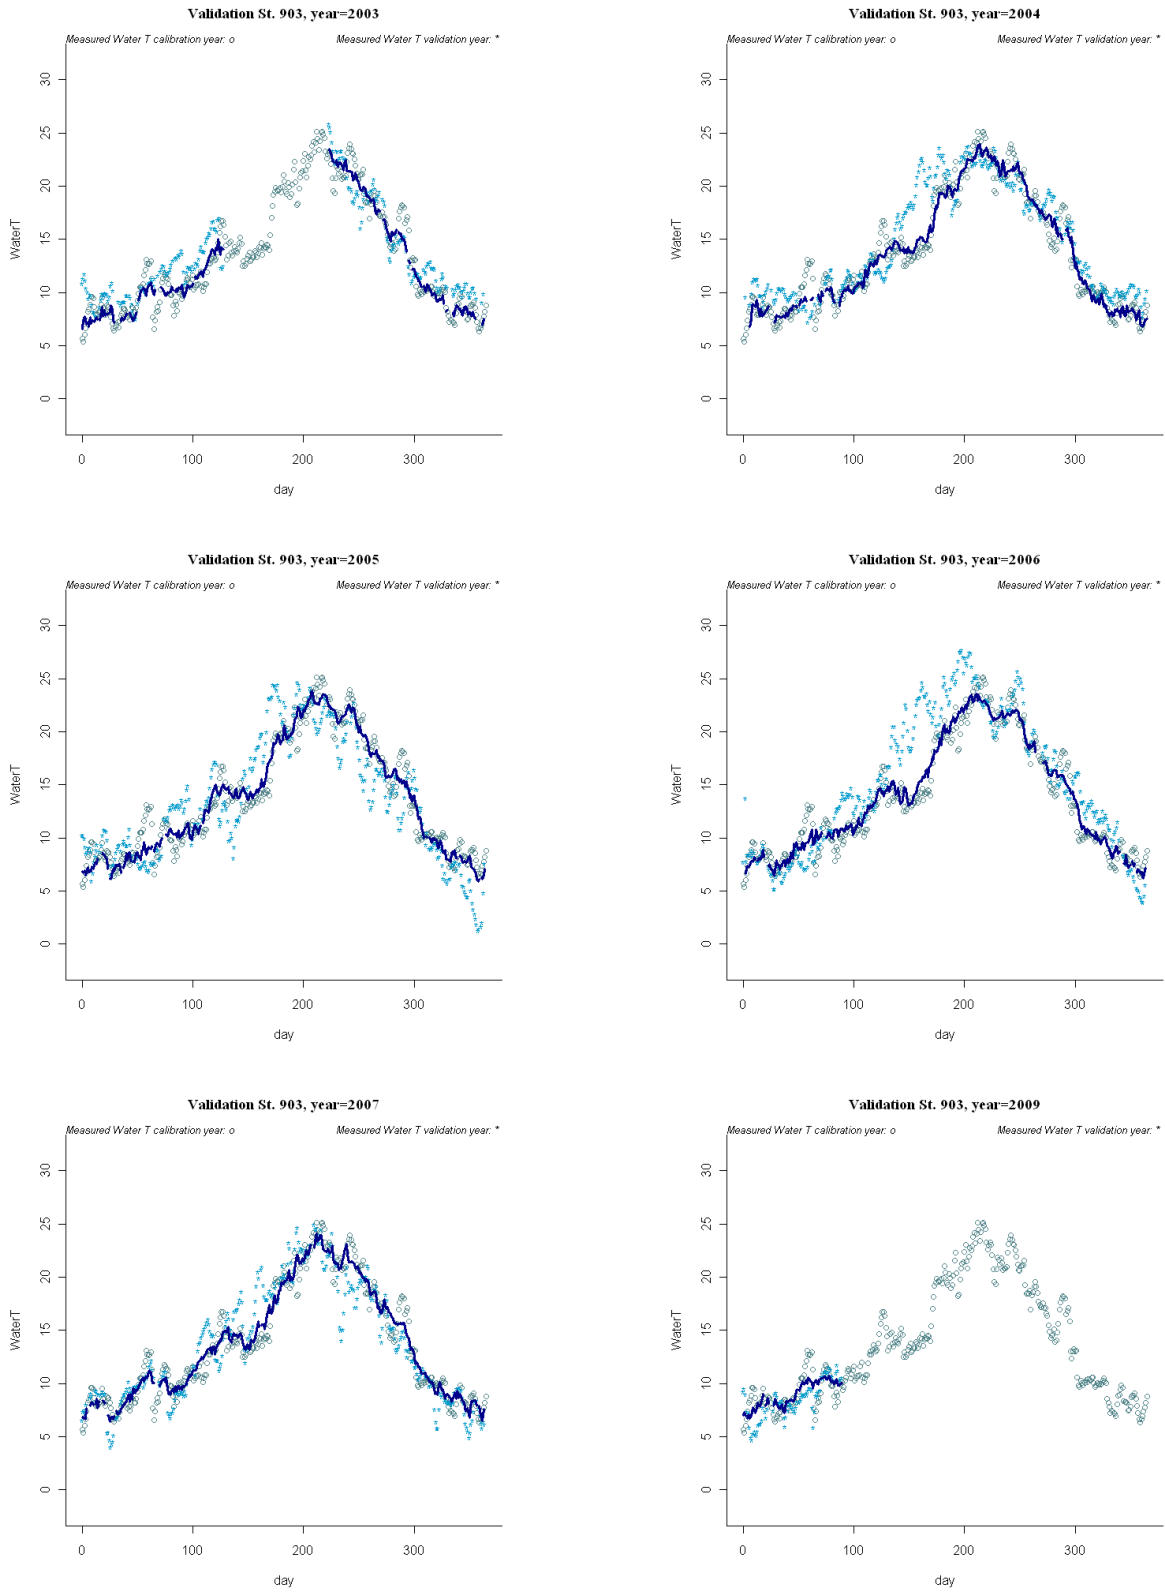 Validation St. 903, year=2003
Measured Water T calibration year: o Measured Water T validation year: *
WaterT
30
25
20
15
10
5
0
0 100 200 300
day
Validation St. 903, year=2004
Measured Water T calibration year: o Measured Water T validation year: *
WaterT
30
25
20
15
10
5
0
0 100 200 300
day
Validation St. 903, year=2005
Measured Water T calibration year: o Measured Water T validation year: *
WaterT
30
25
20
15
10
5
0
0 100 200 300
day
Validation St. 903, year=2006
Measured Water T calibration year: o Measured Water T validation year: *
WaterT
30
25
20
15
10
5
0
0 100 200 300
day
Validation St. 903, year=2007
Measured Water T calibration year: o Measured Water T validation year: *
WaterT
30
25
20
15
10
5
0
0 100 200 300
day
Validation St. 903, year=2009
Measured Water T calibration year: o Measured Water T validation year: *
WaterT
30
25
20
15
10
5
0
0 100 200 300
day